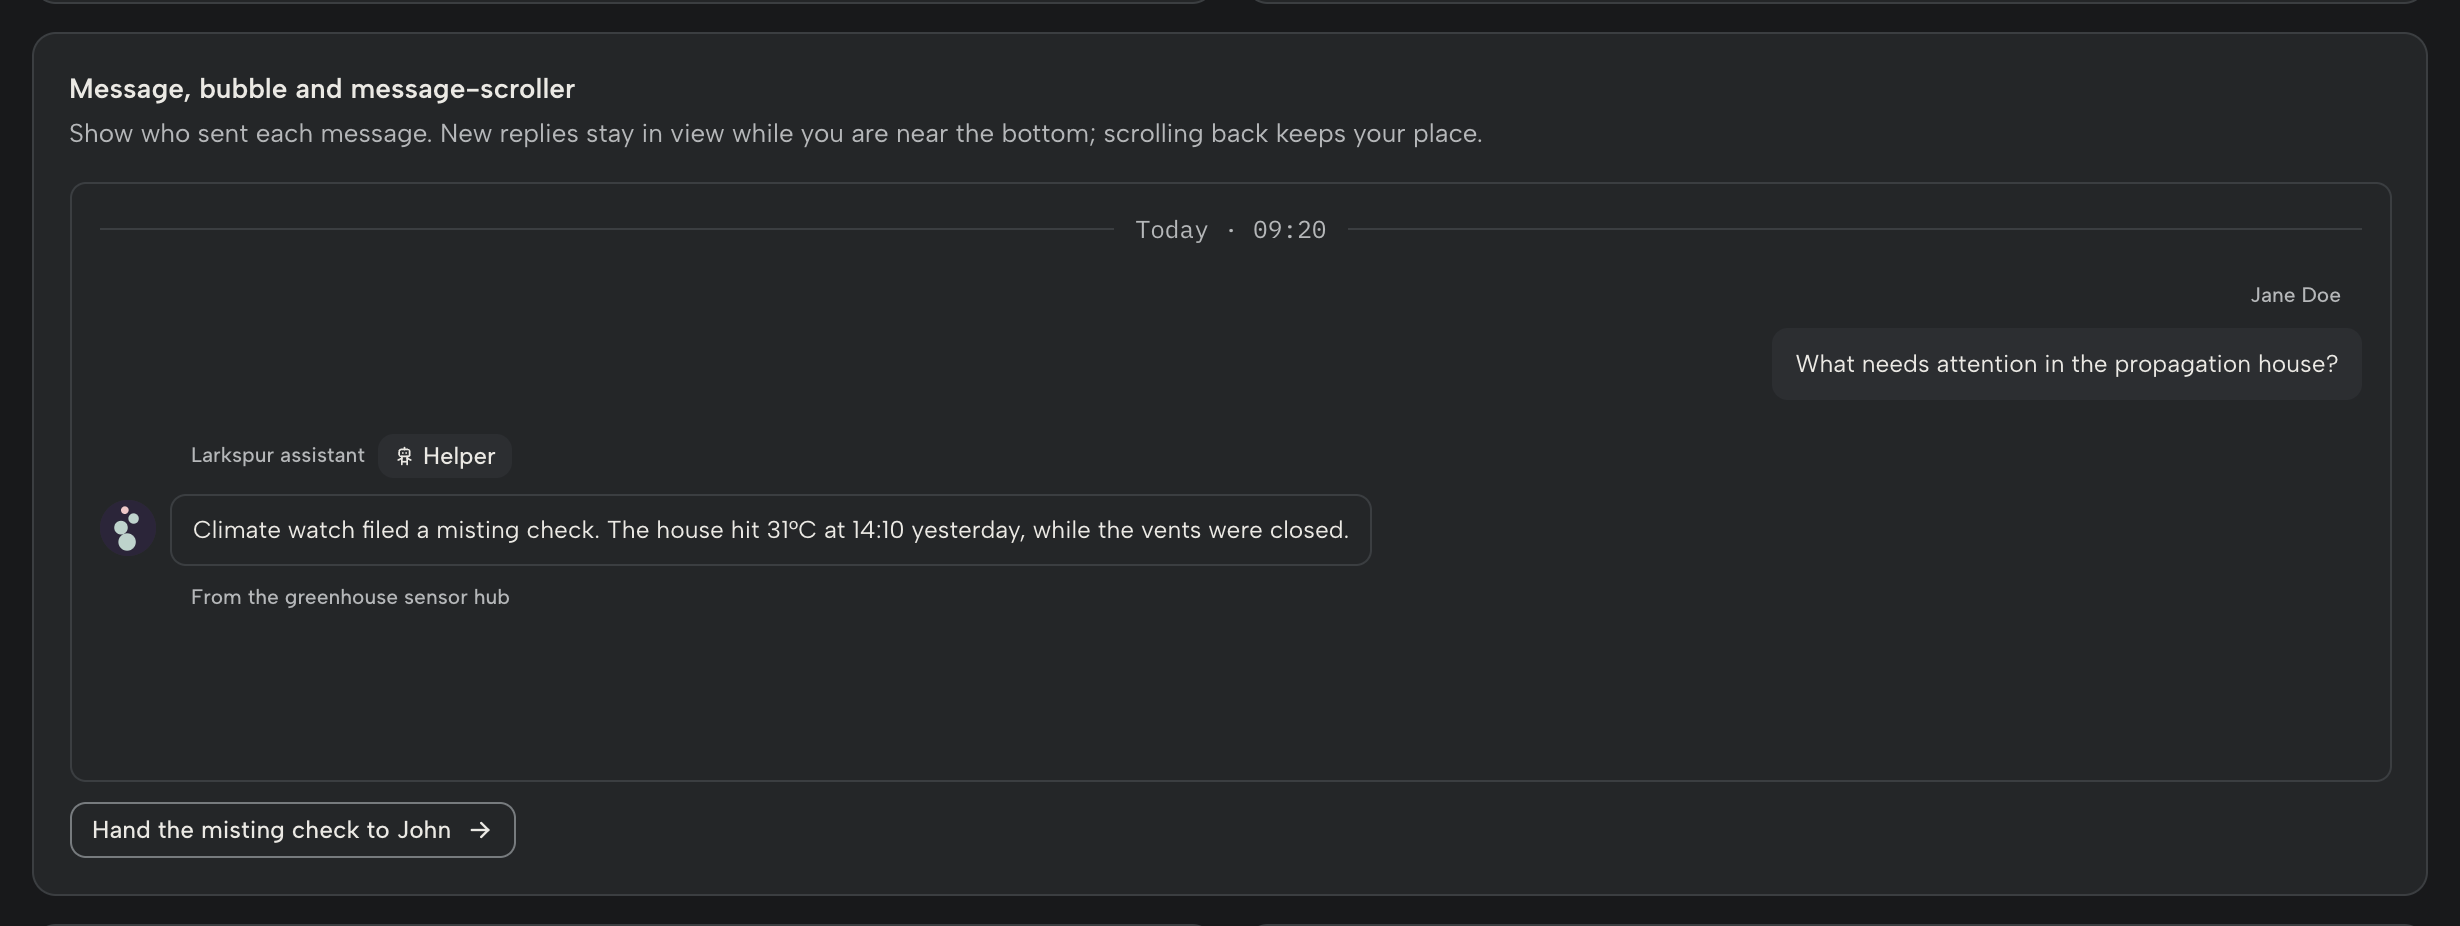 Message, bubble and message-scroller
Show who sent each message. New replies stay in view while you are near the bottom; scrolling back keeps your place.
Today · 09:20
Jane Doe
What needs attention in the propagation house?
Larkspur assistant Helper
Climate watch filed a misting check. The house hit 31°C at 14:10 yesterday, while the vents were closed.
From the greenhouse sensor hub
Hand the misting check to John →